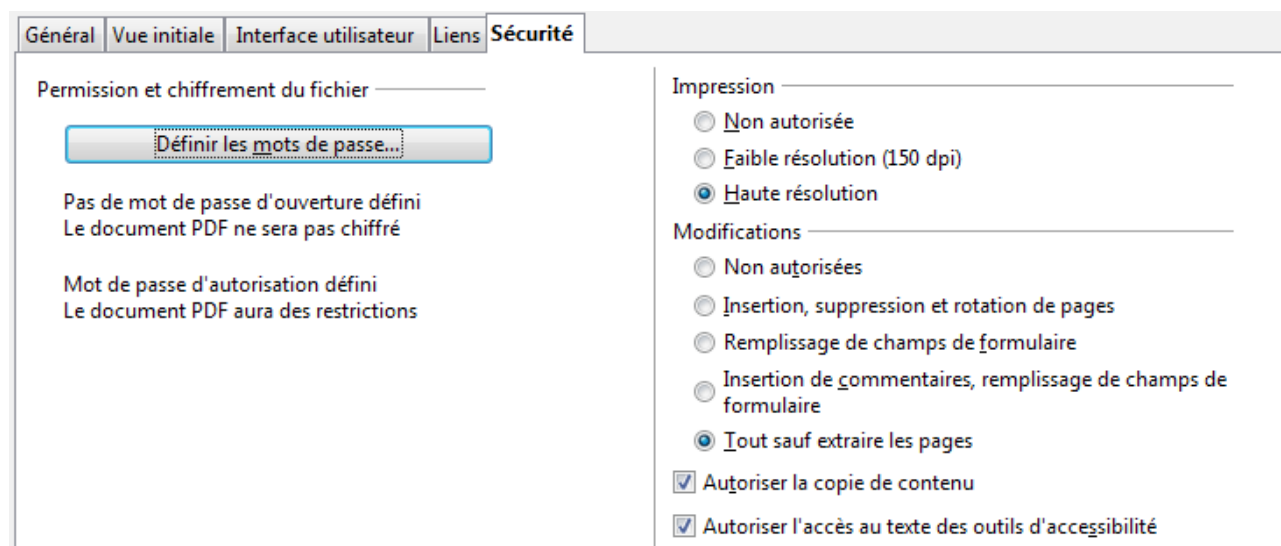 Général Vue initiale Interface utilisateur Liens Sécurité
Permission et chiffrement du fichier
Définir les mots de passe...
Pas de mot de passe d'ouverture défini
Le document PDF ne sera pas chiffré
Mot de passe d'autorisation défini
Le document PDF aura des restrictions
Impression
Non autorisée
Faible résolution (150 dpi)
Haute résolution
Modifications
Non autorisées
Insertion, suppression et rotation de pages
Remplissage de champs de formulaire
Insertion de commentaires, remplissage de champs de
formulaire
Tout sauf extraire les pages
Autoriser la copie de contenu
Autoriser l'accès au texte des outils d'accessibilité